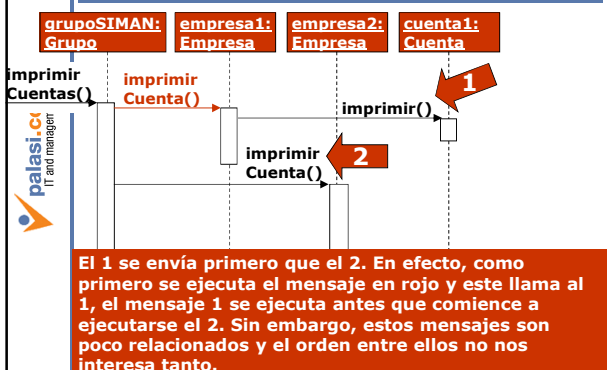 grupoSIMAN:
Grupo
empresa1:
Empresa
empresa2:
Empresa
cuenta1:
Cuenta
imprimir
Cuentas()
imprimir
Cuenta()
1
imprimir()
imprimir
Cuenta()
2
palasi.co
IT and managem
El 1 se envía primero que el 2. En efecto, como
primero se ejecuta el mensaje en rojo y este llama al
1, el mensaje 1 se ejecuta antes que comience a
ejecutarse el 2. Sin embargo, estos mensajes son
poco relacionados y el orden entre ellos no nos
interesa tanto.